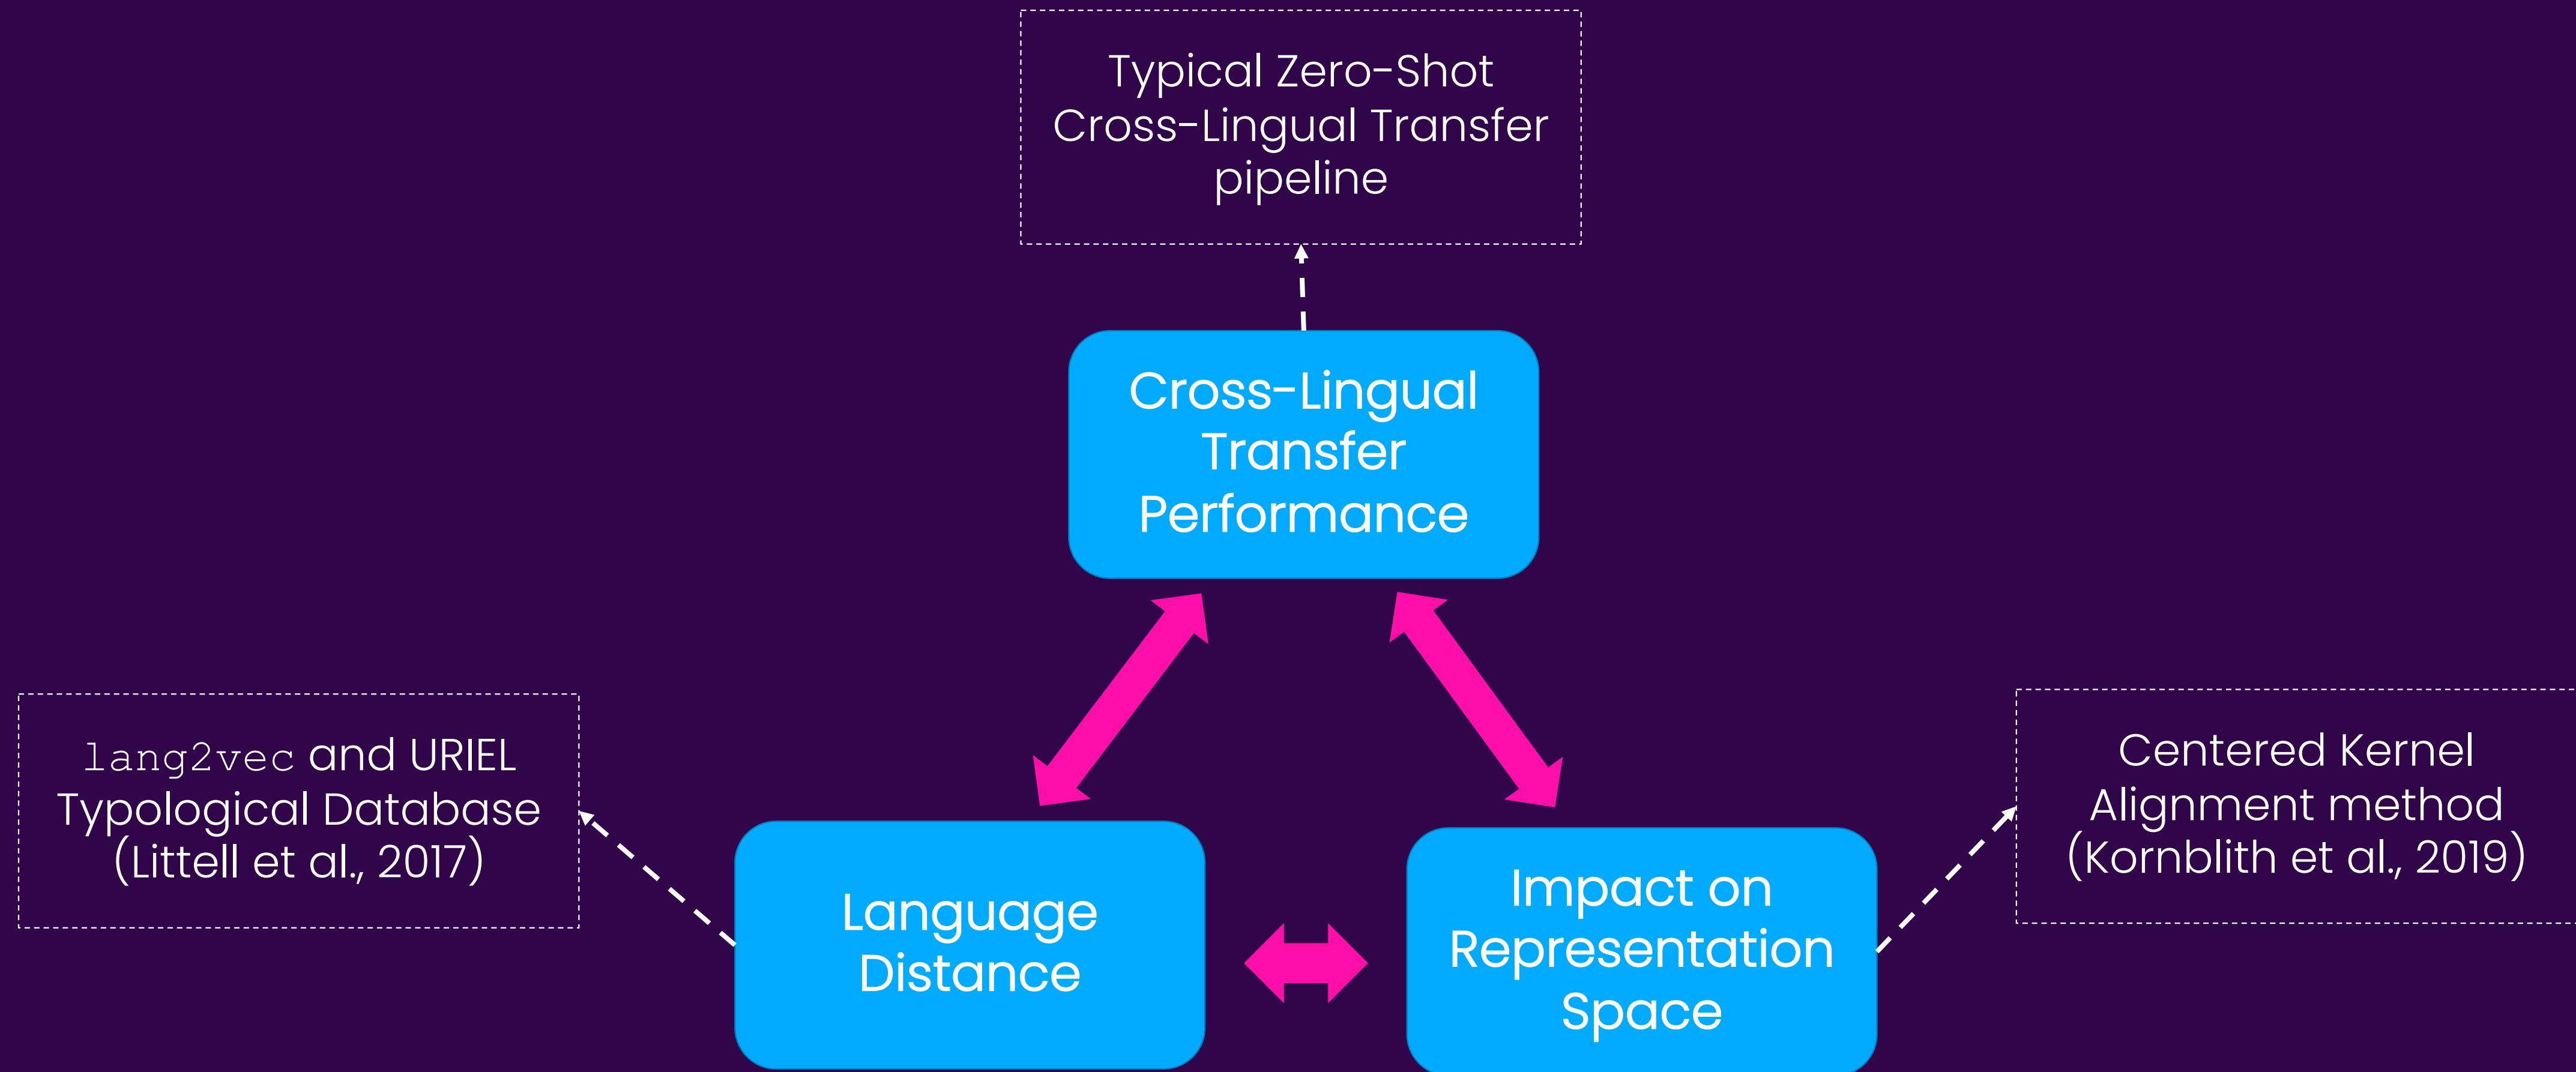 Typical Zero-Shot
Cross-Lingual Transfer
pipeline
Cross-Lingual
Transfer
Performance
lang2vec and URIEL
Typological Database
(Littell et al., 2017)
Language
Distance
Impact on
Representation
Space
Centered Kernel
Alignment method
(Kornblith et al., 2019)